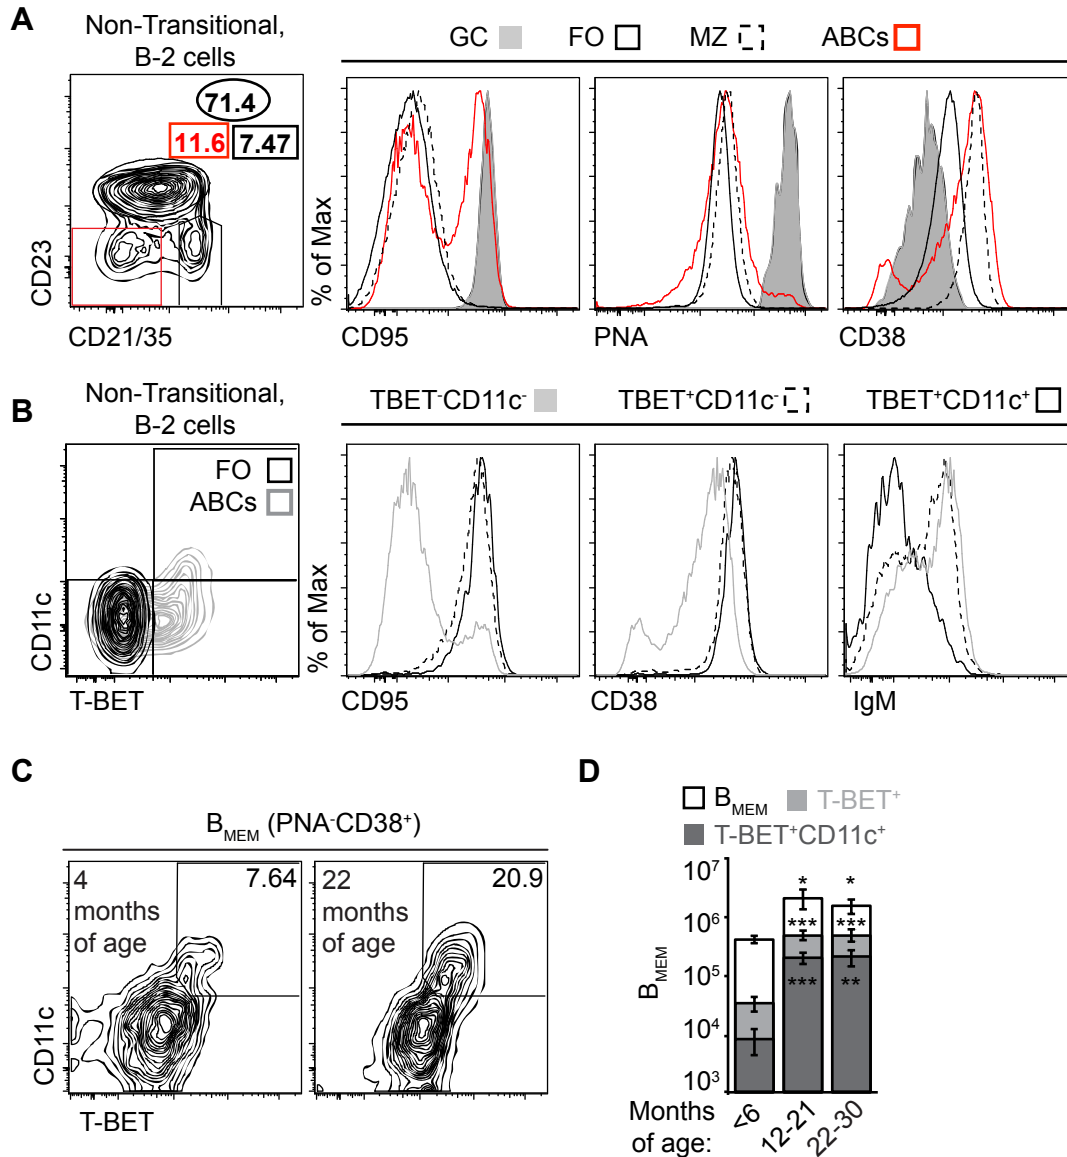 A
Non-Transitional,
B-2 cells
GC FO MZ ABCs
71.4
11.6 7.47
CD23
CD21/35
% of Max
CD95 PNA CD38
B
Non-Transitional,
B-2 cells
TBET⁻CD11c⁻ TBET⁺CD11c⁻ TBET⁺CD11c⁺
FO
ABCs
CD11c
T-BET
% of Max
CD95 CD38 IgM
C
B_MEM (PNA⁻CD38⁺)
4
months
of age
7.64
22
months
of age
20.9
CD11c
T-BET
D
B_MEM T-BET⁺
T-BET⁺CD11c⁺
10⁷
10⁶
10⁵
10⁴
10³
B_MEM
* *
*** ***
*** **
Months
of age:
<6 12-21 22-30